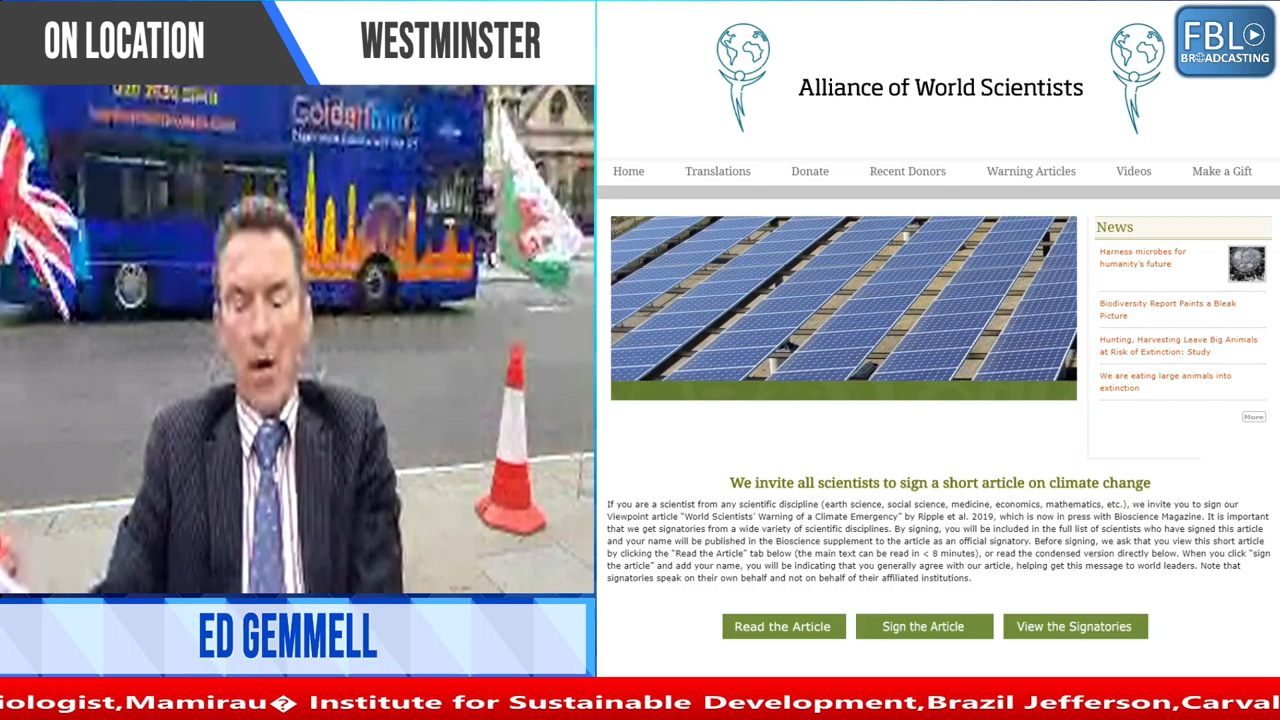 ON LOCATION
WESTMINSTER
Alliance of World Scientists
FBL
BROADCASTING
Home
Translations
Donate
Recent Donors
Warning Articles
Videos
Make a Gift
News
Harness microbes for
humanity's future
Biodiversity Report Paints a Bleak
Picture
Hunting, Harvesting Leave Big Animals
at Risk of Extinction: Study
We are eating large animals into
extinction
More
We invite all scientists to sign a short article on climate change
If you are a scientist from any scientific discipline (earth science, social science, medicine, economics, mathematics, etc.), we invite you to sign our
Viewpoint article "World Scientists' Warning of a Climate Emergency" by Ripple et al. 2019, which is now in press with Bioscience Magazine. It is important
that we get signatories from a wide variety of scientific disciplines. By signing, you will be included in the full list of scientists who have signed this article
and your name will be published in the Bioscience supplement to the article as an official signatory. Before signing, we ask that you view this short article
by clicking the "Read the Article" tab below (the main text can be read in < 8 minutes), or read the condensed version directly below. When you click "sign
the article" and add your name, you will be indicating that you generally agree with our article, helping get this message to world leaders. Note that
signatories speak on their own behalf and not on behalf of their affiliated institutions.
Read the Article
Sign the Article
View the Signatories
ED GEMMELL
iologist,Mamirau� Institute for Sustainable Development,Brazil Jefferson,Carval